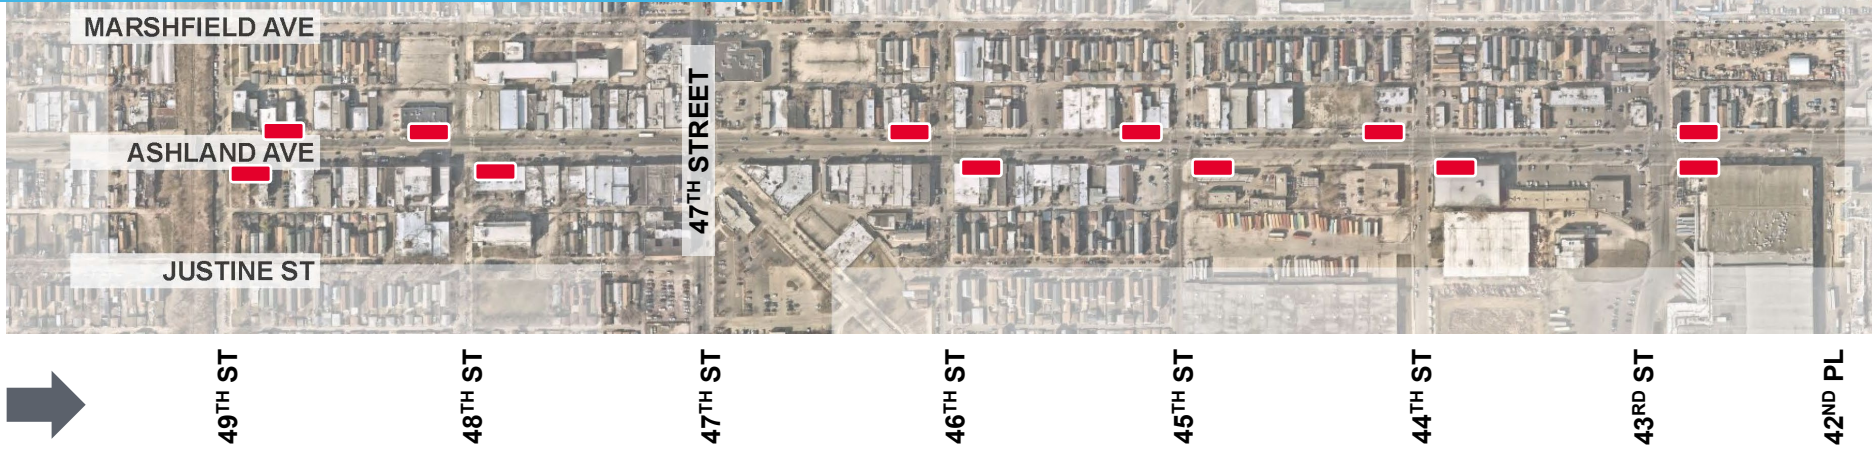 MARSHFIELD AVE
ASHLAND AVE
47TH STREET
JUSTINE ST
49TH ST
48TH ST
47TH ST
46TH ST
45TH ST
44TH ST
43RD ST
42ND PL